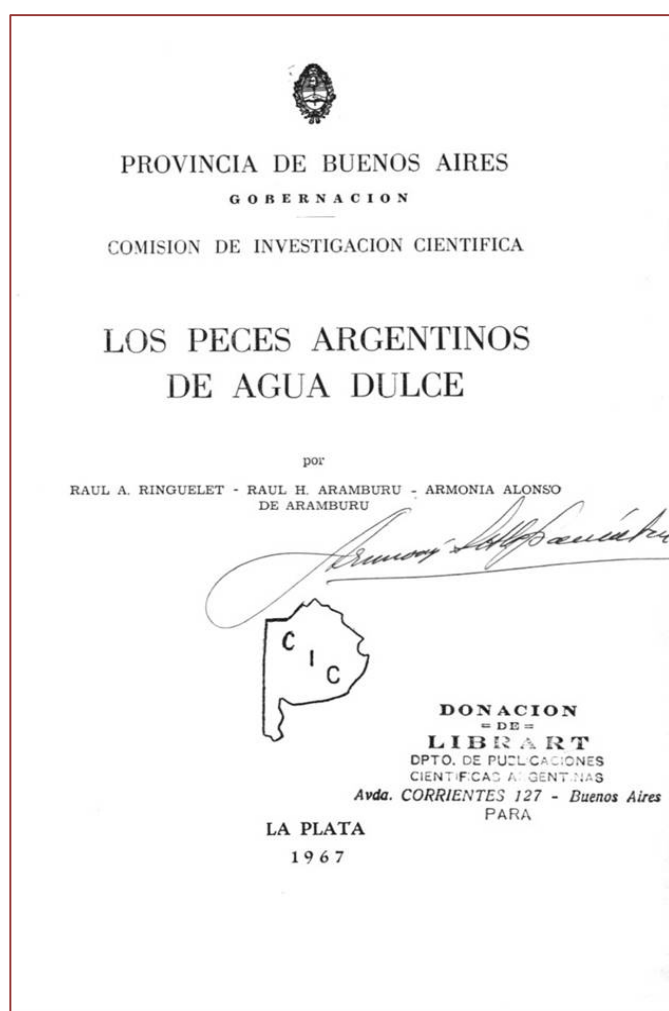 PROVINCIA DE BUENOS AIRES
GOBERNACION
COMISION DE INVESTIGACION CIENTIFICA
LOS PECES ARGENTINOS
DE AGUA DULCE
por
RAUL A. RINGUELET - RAUL H. ARAMBURU - ARMONIA ALONSO
DE ARAMBURU
C
I
C
DONACION
= DE =
LIBRART
DPTO. DE PUBLICACIONES
CIENTIFICAS ARGENTINAS
Avda. CORRIENTES 127 - Buenos Aires
PARA
LA PLATA
1967